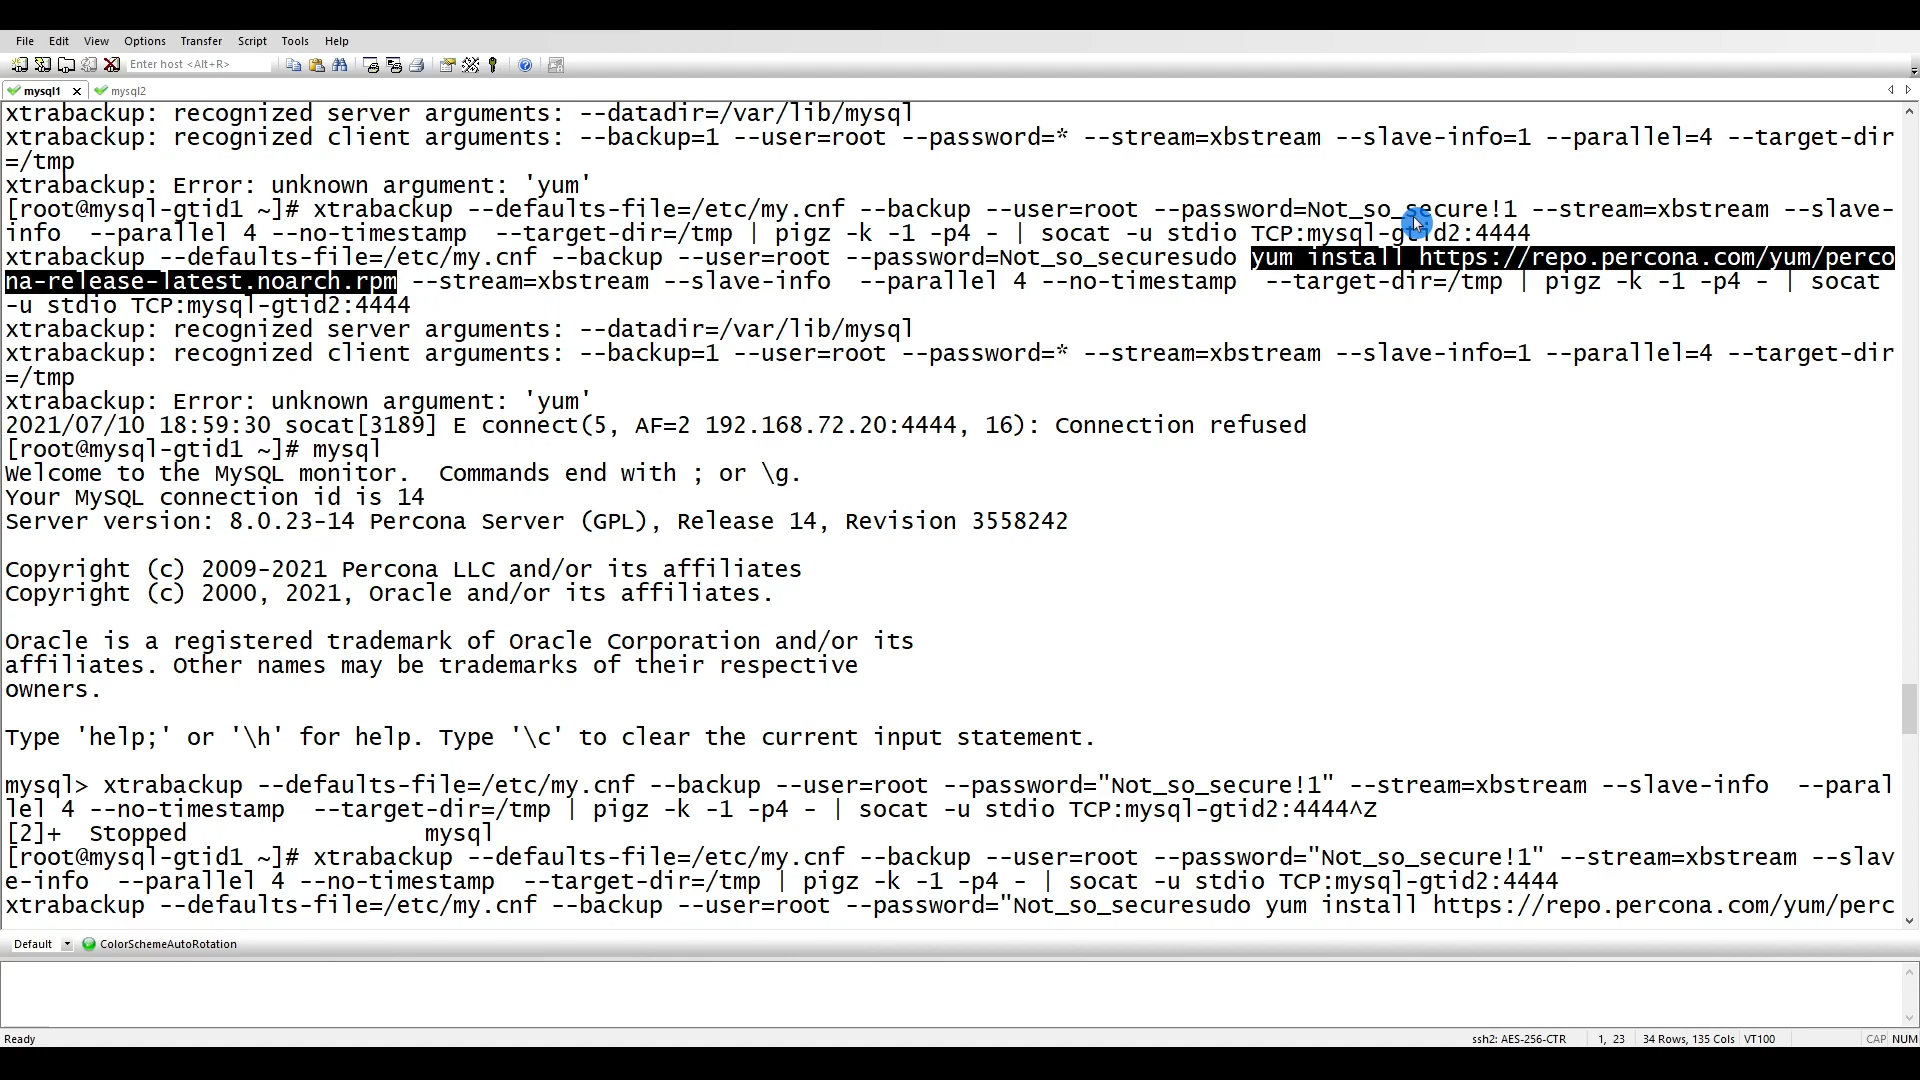 File Edit View Options Transfer Script Tools Help
Enter host <Alt+R>
mysql1 mysql2
xtrabackup: recognized server arguments: --datadir=/var/lib/mysql
xtrabackup: recognized client arguments: --backup=1 --user=root --password=* --stream=xbstream --slave-info=1 --parallel=4 --target-dir
=/tmp
xtrabackup: Error: unknown argument: 'yum'
[root@mysql-gtid1 ~]# xtrabackup --defaults-file=/etc/my.cnf --backup --user=root --password=Not_so_secure!1 --stream=xbstream --slave-
info  --parallel 4 --no-timestamp  --target-dir=/tmp | pigz -k -1 -p4 - | socat -u stdio TCP:mysql-gtid2:4444
xtrabackup --defaults-file=/etc/my.cnf --backup --user=root --password=Not_so_securesudo yum install https://repo.percona.com/yum/perco
na-release-latest.noarch.rpm --stream=xbstream --slave-info  --parallel 4 --no-timestamp  --target-dir=/tmp | pigz -k -1 -p4 - | socat
-u stdio TCP:mysql-gtid2:4444
xtrabackup: recognized server arguments: --datadir=/var/lib/mysql
xtrabackup: recognized client arguments: --backup=1 --user=root --password=* --stream=xbstream --slave-info=1 --parallel=4 --target-dir
=/tmp
xtrabackup: Error: unknown argument: 'yum'
2021/07/10 18:59:30 socat[3189] E connect(5, AF=2 192.168.72.20:4444, 16): Connection refused
[root@mysql-gtid1 ~]# mysql
Welcome to the MySQL monitor.  Commands end with ; or \g.
Your MySQL connection id is 14
Server version: 8.0.23-14 Percona Server (GPL), Release 14, Revision 3558242
Copyright (c) 2009-2021 Percona LLC and/or its affiliates
Copyright (c) 2000, 2021, Oracle and/or its affiliates.
Oracle is a registered trademark of Oracle Corporation and/or its
affiliates. Other names may be trademarks of their respective
owners.
Type 'help;' or '\h' for help. Type '\c' to clear the current input statement.
mysql> xtrabackup --defaults-file=/etc/my.cnf --backup --user=root --password="Not_so_secure!1" --stream=xbstream --slave-info  --paral
lel 4 --no-timestamp  --target-dir=/tmp | pigz -k -1 -p4 - | socat -u stdio TCP:mysql-gtid2:4444^Z
[2]+  Stopped                 mysql
[root@mysql-gtid1 ~]# xtrabackup --defaults-file=/etc/my.cnf --backup --user=root --password="Not_so_secure!1" --stream=xbstream --slav
e-info  --parallel 4 --no-timestamp  --target-dir=/tmp | pigz -k -1 -p4 - | socat -u stdio TCP:mysql-gtid2:4444
xtrabackup --defaults-file=/etc/my.cnf --backup --user=root --password="Not_so_securesudo yum install https://repo.percona.com/yum/perc
Default ColorSchemeAutoRotation
Ready ssh2: AES-256-CTR 1, 23 34 Rows, 135 Cols VT100 CAP NUM